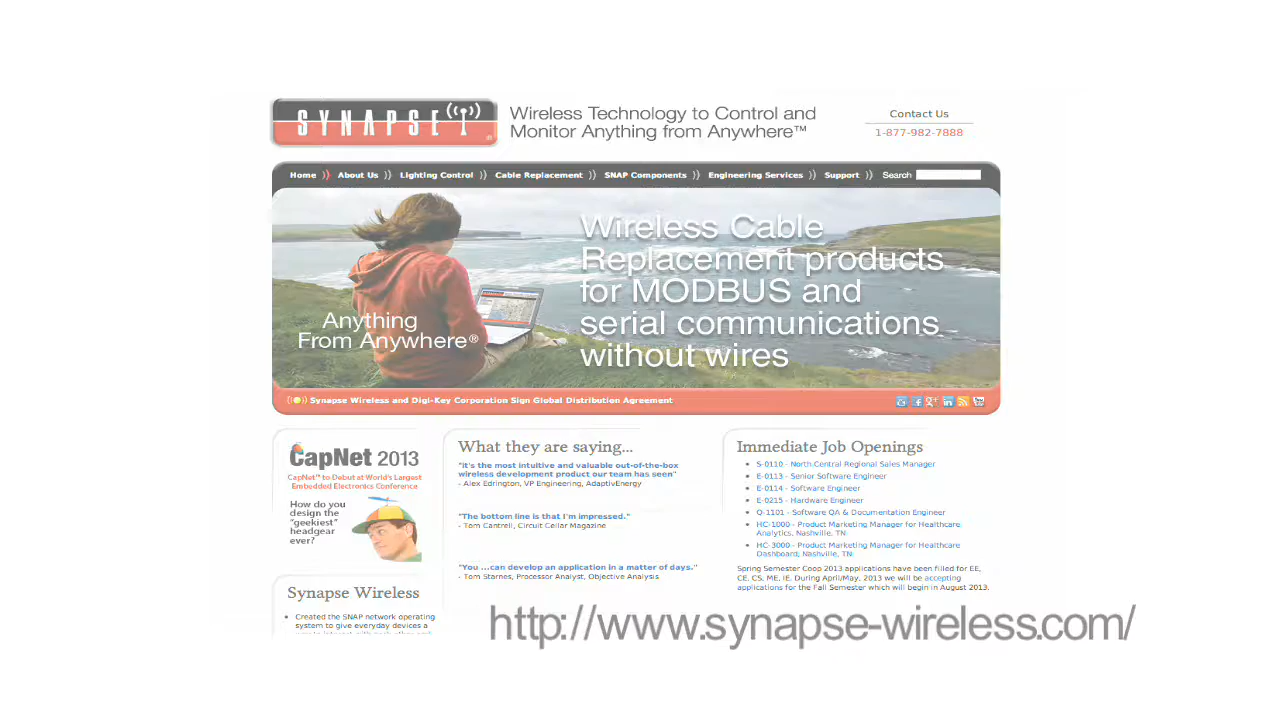 SYNAPSE
Wireless Technology to Control and
Monitor Anything from Anywhere™
Contact Us
1-877-982-7888
Home
About Us
Lighting Control
Cable Replacement
SNAP Components
Engineering Services
Support
Search
Wireless Cable
Replacement products
for MODBUS and
serial communications
without wires
Anything
From Anywhere®
Synapse Wireless and Digi-Key Corporation Sign Global Distribution Agreement
CapNet 2013
CapNet™ to Debut at World's Largest
Embedded Electronics Conference
How do you
design the
"geekiest"
headgear
ever?
Synapse Wireless
• Created the SNAP network operating
system to give everyday devices a
What they are saying...
"It's the most intuitive and valuable out-of-the-box
wireless development product our team has seen"
- Alex Edrington, VP Engineering, AdaptivEnergy
"The bottom line is that I'm impressed."
- Tom Cantrell, Circuit Cellar Magazine
"You ...can develop an application in a matter of days."
- Tom Starnes, Processor Analyst, Objective Analysis
Immediate Job Openings
• S-0110 - North Central Regional Sales Manager
• E-0113 - Senior Software Engineer
• E-0114 - Software Engineer
• E-0215 - Hardware Engineer
• Q-1101 - Software QA & Documentation Engineer
• HC-1000 - Product Marketing Manager for Healthcare
Analytics, Nashville, TN
• HC-3000 - Product Marketing Manager for Healthcare
Dashboard, Nashville, TN
Spring Semester Coop 2013 applications have been filled for EE,
CE, CS, ME, IE. During April/May, 2013 we will be accepting
applications for the Fall Semester which will begin in August 2013.
http://www.synapse-wireless.com/